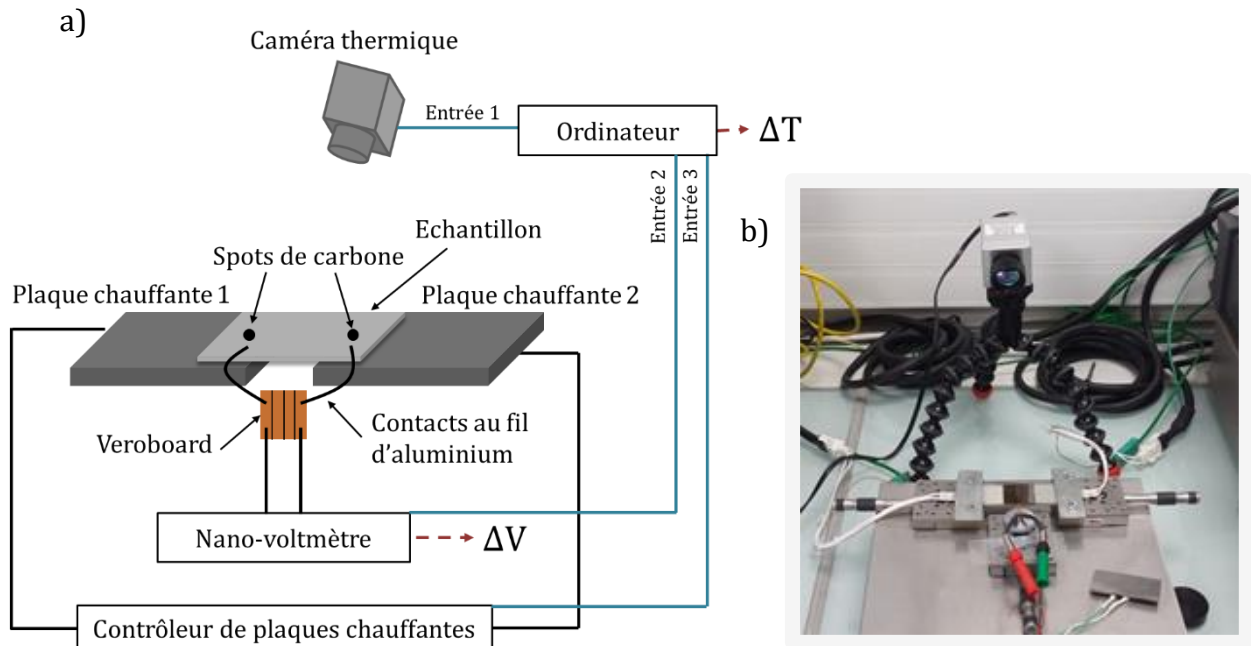 a)
Caméra thermique
Entrée 1
Ordinateur
ΔT
Entrée 2
Entrée 3
b)
Echantillon
Spots de carbone
Plaque chauffante 1
Plaque chauffante 2
Veroboard
Contacts au fil
d'aluminium
Nano-voltmètre
ΔV
Contrôleur de plaques chauffantes